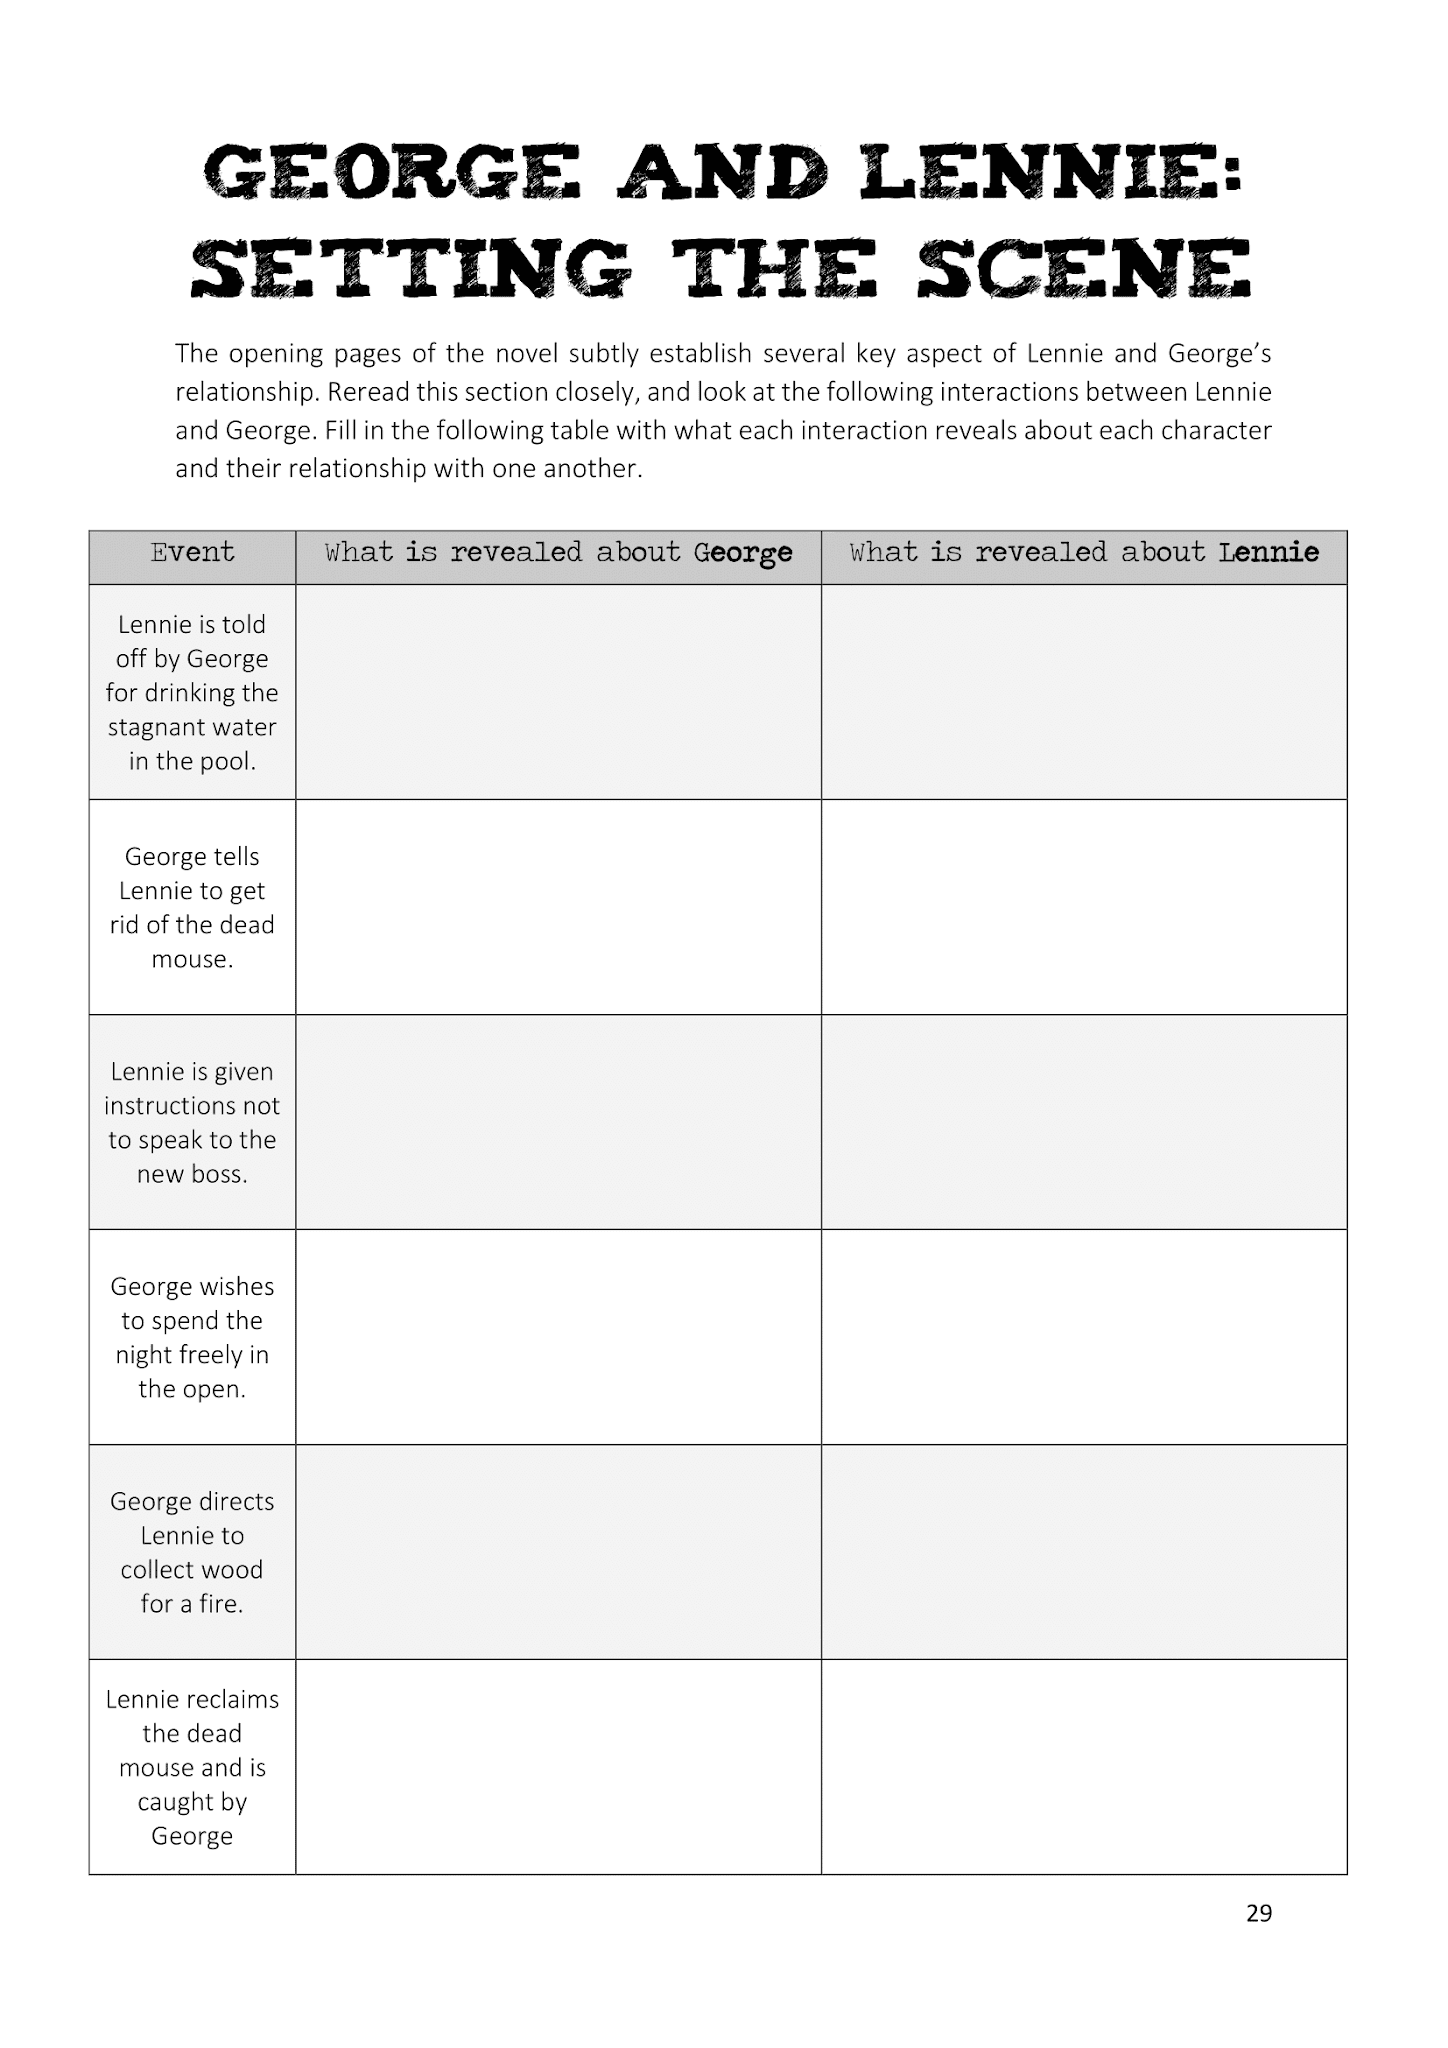 GEORGE AND LENNIE:
SETTING THE SCENE
The opening pages of the novel subtly establish several key aspect of Lennie and George’s
relationship. Reread this section closely, and look at the following interactions between Lennie
and George. Fill in the following table with what each interaction reveals about each character
and their relationship with one another.
Event
What is revealed about George
What is revealed about Lennie
Lennie is told
off by George
for drinking the
stagnant water
in the pool.
George tells
Lennie to get
rid of the dead
mouse.
Lennie is given
instructions not
to speak to the
new boss.
George wishes
to spend the
night freely in
the open.
George directs
Lennie to
collect wood
for a fire.
Lennie reclaims
the dead
mouse and is
caught by
George
29